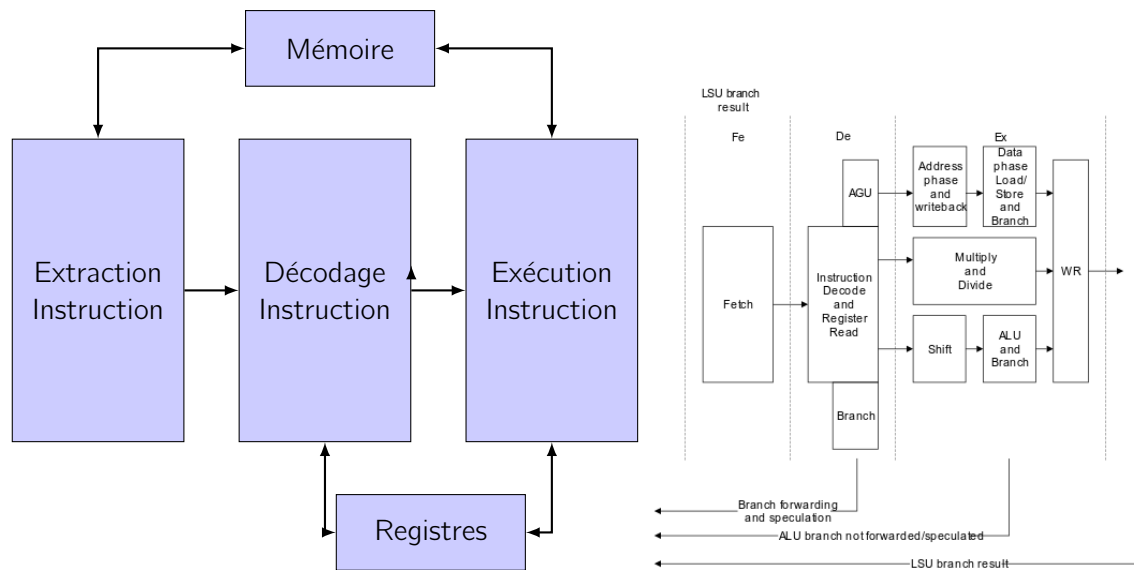 Mémoire
Extraction
Instruction
Décodage
Instruction
Exécution
Instruction
Registres
LSU branch
result
Fe
De
Ex
AGU
Address
phase
and
writeback
Data
phase
Load/
Store
and
Branch
Fetch
Instruction
Decode
and
Register
Read
Multiply
and
Divide
WR
Shift
ALU
and
Branch
Branch
Branch forwarding
and speculation
ALU branch not forwarded/speculated
LSU branch result